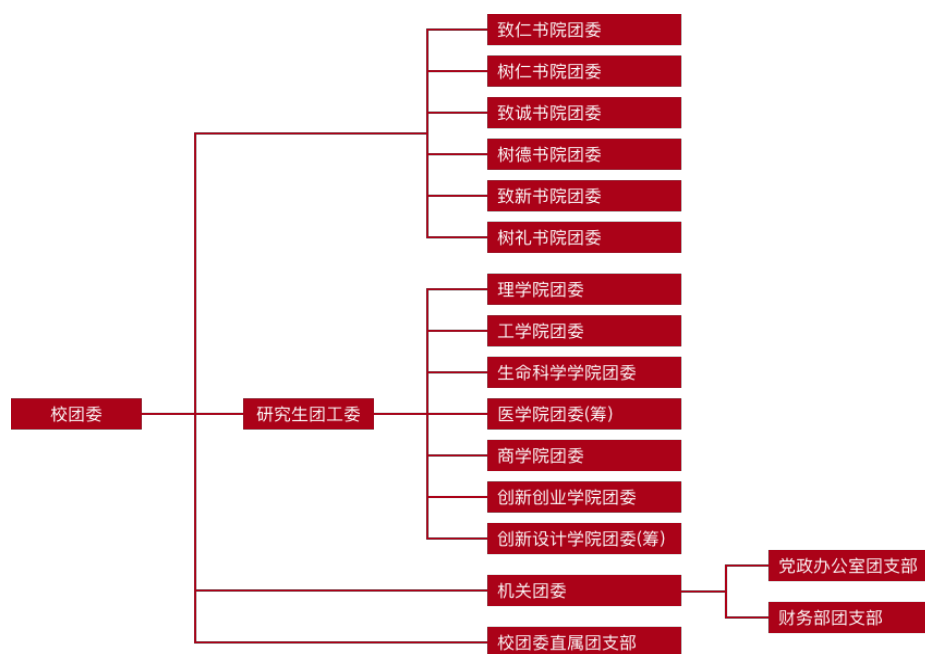 致仁书院团委
树仁书院团委
致诚书院团委
树德书院团委
致新书院团委
树礼书院团委
理学院团委
工学院团委
生命科学学院团委
校团委
研究生团工委
医学院团委(筹)
商学院团委
创新创业学院团委
创新设计学院团委(筹)
党政办公室团支部
机关团委
财务部团支部
校团委直属团支部